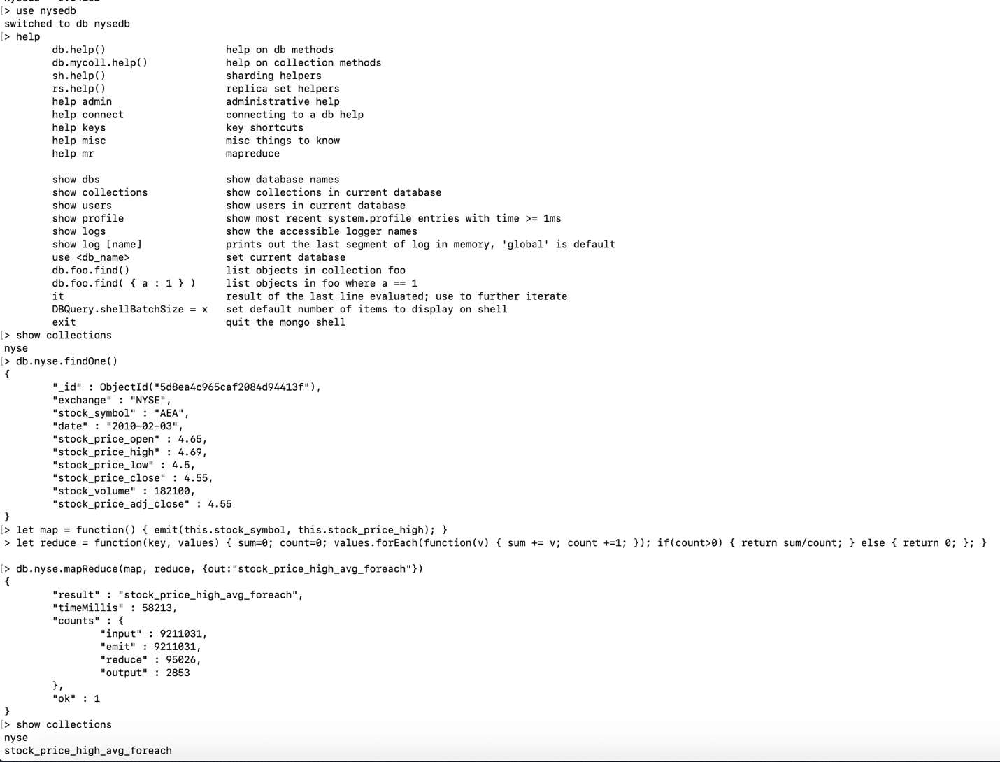 > use nysedb
switched to db nysedb
[> help
db.help() help on db methods
db.mycoll.help() help on collection methods
sh.help() sharding helpers
rs.help() replica set helpers
help admin administrative help
help connect connecting to a db help
help keys key shortcuts
help misc misc things to know
help mr mapreduce
show dbs show database names
show collections show collections in current database
show users show users in current database
show profile show most recent system.profile entries with time >= 1ms
show logs show the accessible logger names
show log [name] prints out the last segment of log in memory, 'global' is default
use <db_name> set current database
db.foo.find() list objects in collection foo
db.foo.find( { a : 1 } ) list objects in foo where a == 1
it result of the last line evaluated; use to further iterate
DBQuery.shellBatchSize = x set default number of items to display on shell
exit quit the mongo shell
[> show collections
nyse
[> db.nyse.findOne()
{
"_id" : ObjectId("5d8ea4c965caf2084d94413f"),
"exchange" : "NYSE",
"stock_symbol" : "AEA",
"date" : "2010-02-03",
"stock_price_open" : 4.65,
"stock_price_high" : 4.69,
"stock_price_low" : 4.5,
"stock_price_close" : 4.55,
"stock_volume" : 182100,
"stock_price_adj_close" : 4.55
}
[> let map = function() { emit(this.stock_symbol, this.stock_price_high); }
> let reduce = function(key, values) { sum=0; count=0; values.forEach(function(v) { sum += v; count +=1; }); if(count>0) { return sum/count; } else { return 0; }; }
[> db.nyse.mapReduce(map, reduce, {out:"stock_price_high_avg_foreach"})
{
"result" : "stock_price_high_avg_foreach",
"timeMillis" : 58213,
"counts" : {
"input" : 9211031,
"emit" : 9211031,
"reduce" : 95026,
"output" : 2853
},
"ok" : 1
}
[> show collections
nyse
stock_price_high_avg_foreach